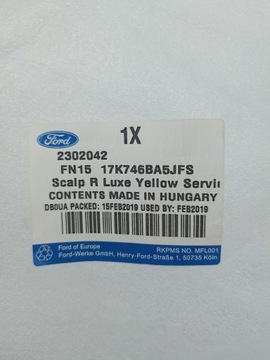 Ford
1X
2302042
FN15 17K746BA5JFS
Scalp R Luxe Yellow Servin
CONTENTS MADE IN HUNGARY
DB0UA PACKED: 15FEB2019 USED BY: FEB2019
Ford of Europe
RKPMS NO. MFL001
Ford-Werke GmbH, Henry-Ford-Straße 1, 50735 Köln